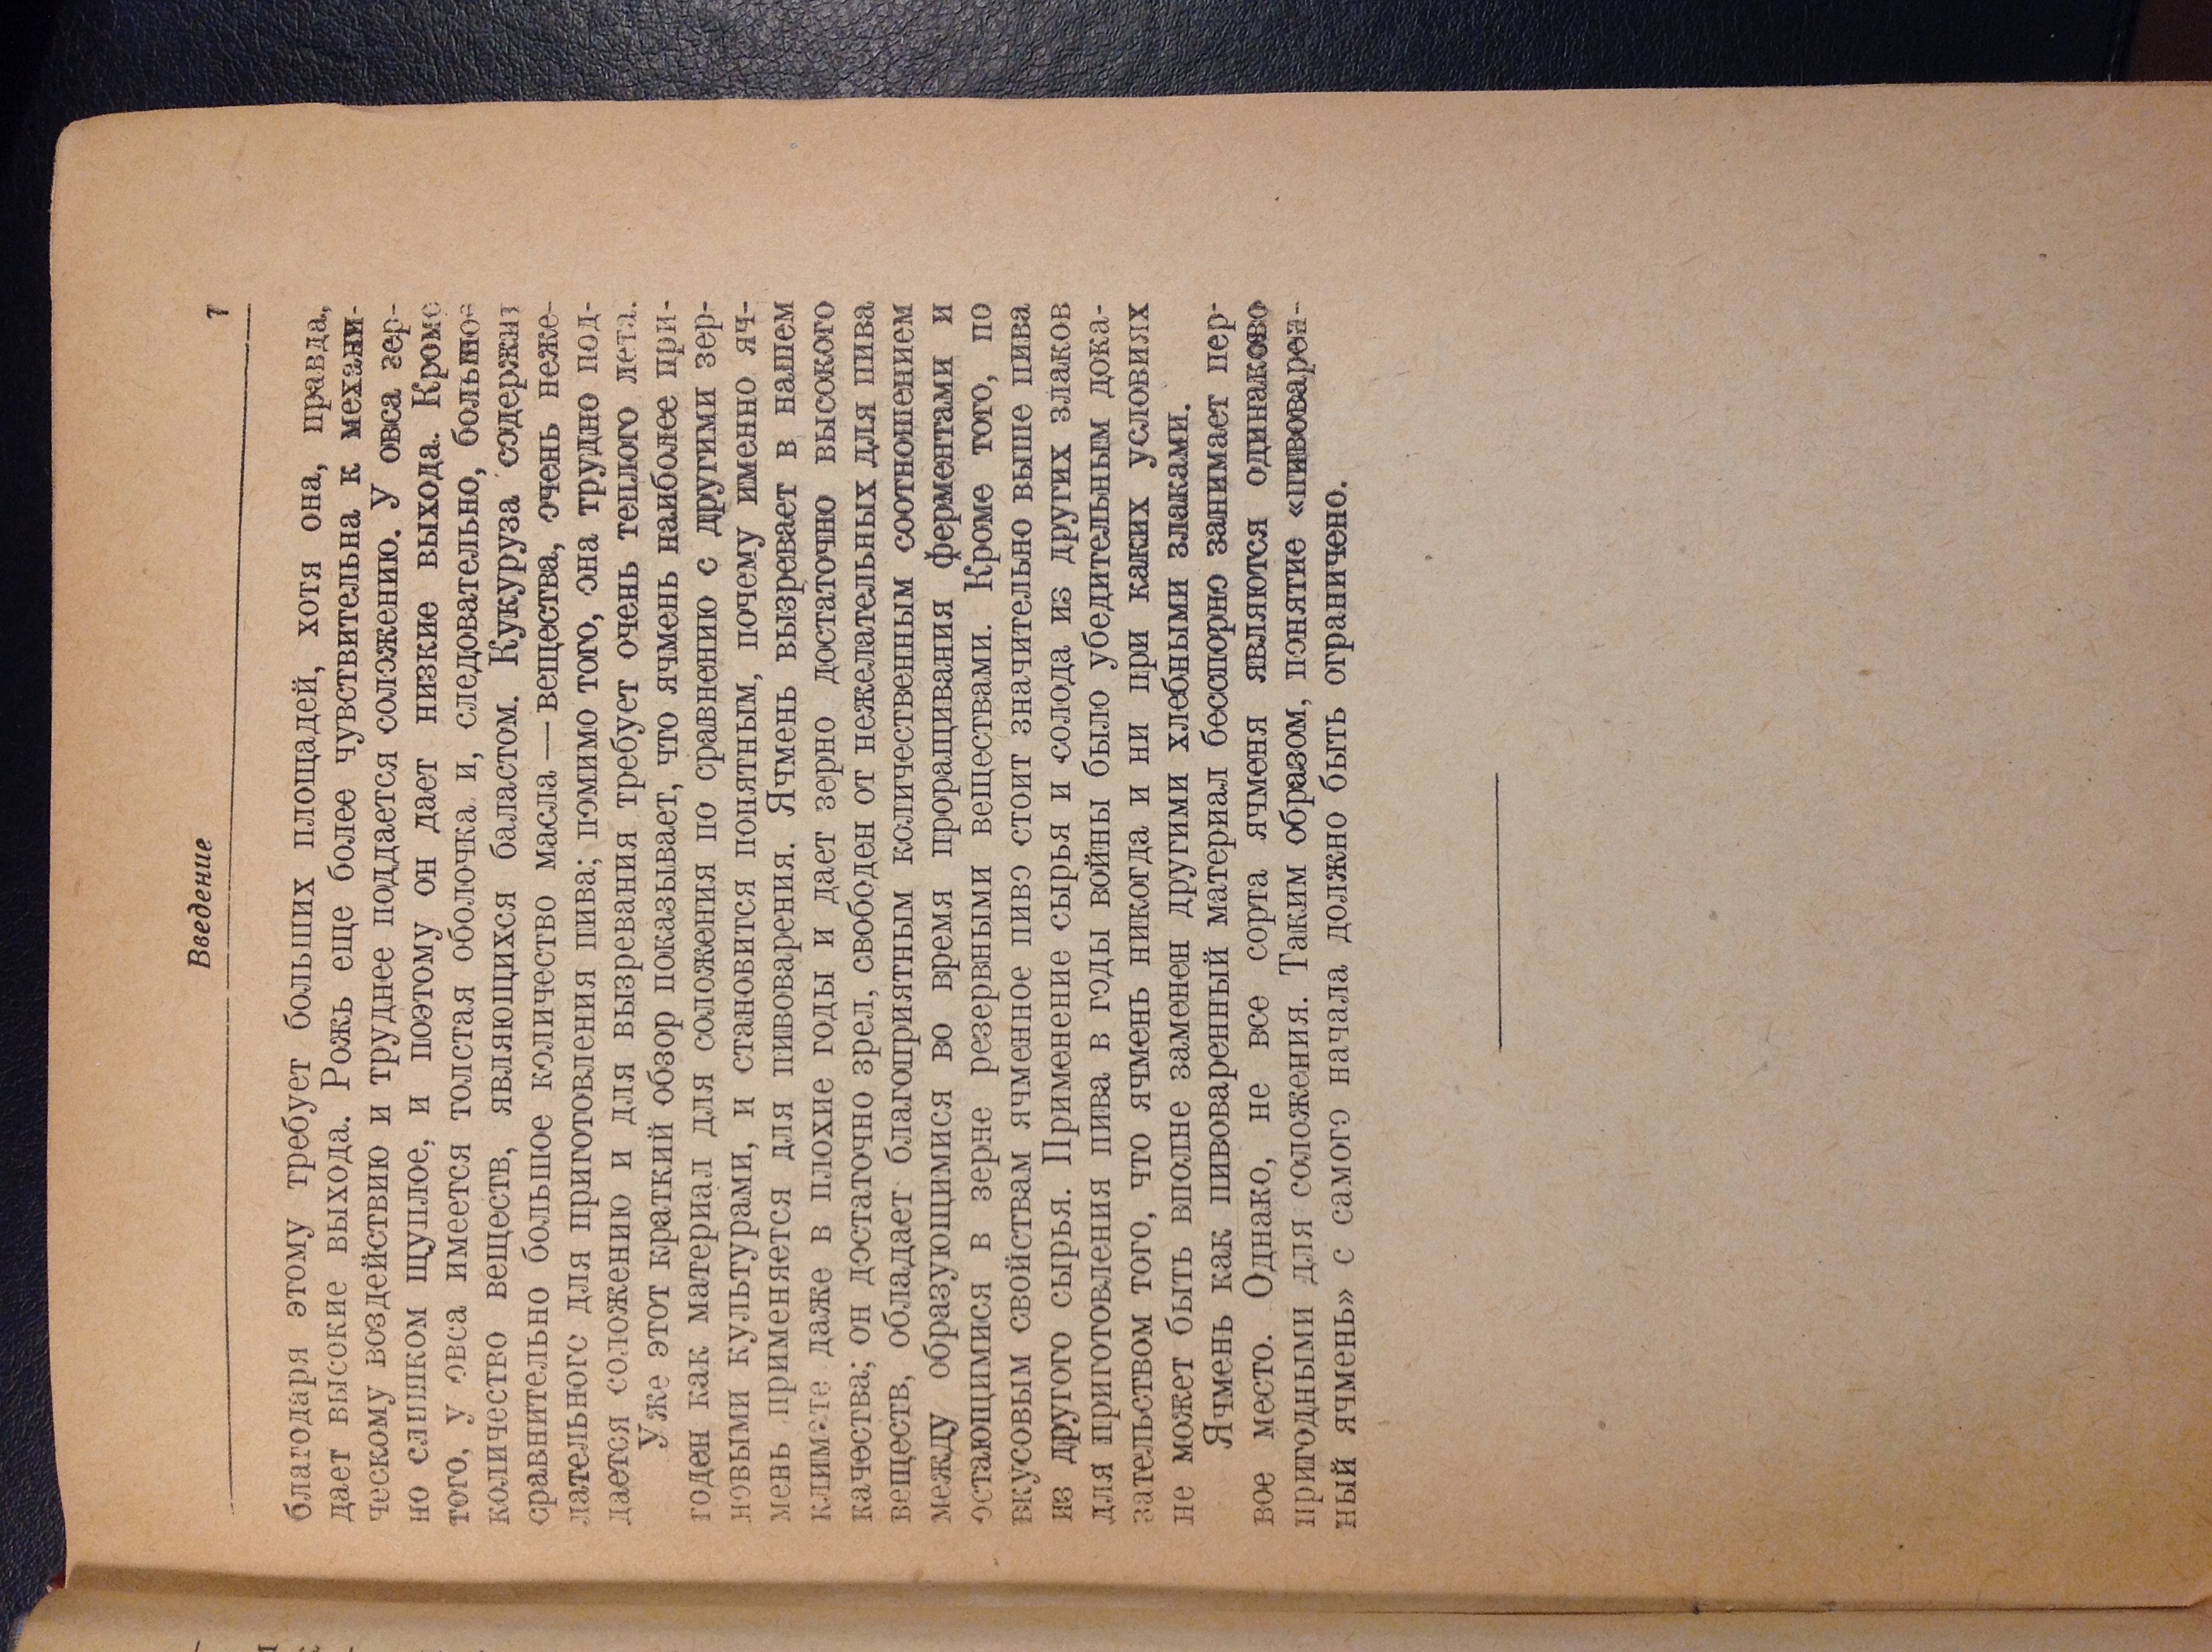 Введение
7
благодаря этому требует больших площадей, хотя она, правда,
дает высокие выхода. Рожь еще более чувствительна к механи-
ческому воздействию и труднее поддается соложению. У овса зер-
но слишком щуплое, и поэтому он дает низкие выхода. Кроме
того, у овса имеется толстая оболочка и, следовательно, большое
количество веществ, являющихся баластом. Кукуруза содержит
сравнительно большое количество масла — вещества, очень неже-
лательного для приготовления пива; помимо того, она трудно под-
дается соложению и для вызревания требует очень теплого лета.
Уже этот краткий обзор показывает, что ячмень наиболее при-
годен как материал для соложения по сравнению с другими зер-
новыми культурами, и становится понятным, почему именно яч-
мень применяется для пивоварения. Ячмень вызревает в нашем
климате даже в плохие годы и дает зерно достаточно высокого
качества; он достаточно зрел, свободен от нежелательных для пива
веществ, обладает благоприятным количественным соотношением
между образующимися во время проращивания ферментами и
остающимися в зерне резервными веществами. Кроме того, по
вкусовым свойствам ячменное пиво стоит значительно выше пива
из другого сырья. Применение сырья и солода из других злаков
для приготовления пива в годы войны было убедительным дока-
зательством того, что ячмень никогда и ни при каких условиях
не может быть вполне заменен другими хлебными злаками.
Ячмень как пивоваренный материал бесспорно занимает пер-
вое место. Однако, не все сорта ячменя являются одинаково
пригодными для соложения. Таким образом, понятие «пивоварен-
ный ячмень» с самого начала должно быть ограничено.